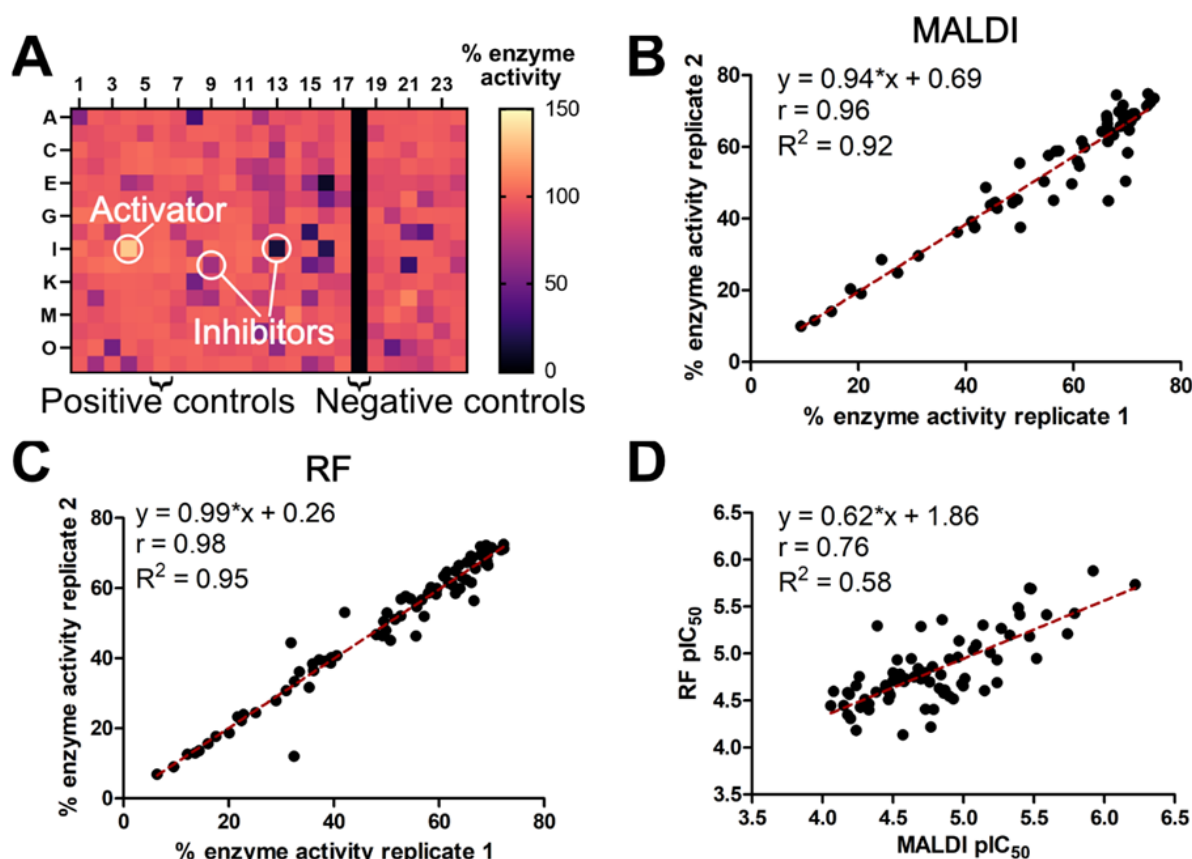 A
% enzyme
activity
1 3 5 7 9 11 13 15 17 19 21 23
A
C
E
G
I
K
M
O
150
100
50
0
Activator
Inhibitors
Positive controls
Negative controls
B
MALDI
y = 0.94*x + 0.69
r = 0.96
R² = 0.92
% enzyme activity replicate 2
80
60
40
20
0
0 20 40 60 80
% enzyme activity replicate 1
C
RF
y = 0.99*x + 0.26
r = 0.98
R² = 0.95
% enzyme activity replicate 2
80
60
40
20
0
0 20 40 60 80
% enzyme activity replicate 1
D
y = 0.62*x + 1.86
r = 0.76
R² = 0.58
RF pIC₅₀
6.5
6.0
5.5
5.0
4.5
4.0
3.5
3.5 4.0 4.5 5.0 5.5 6.0 6.5
MALDI pIC₅₀